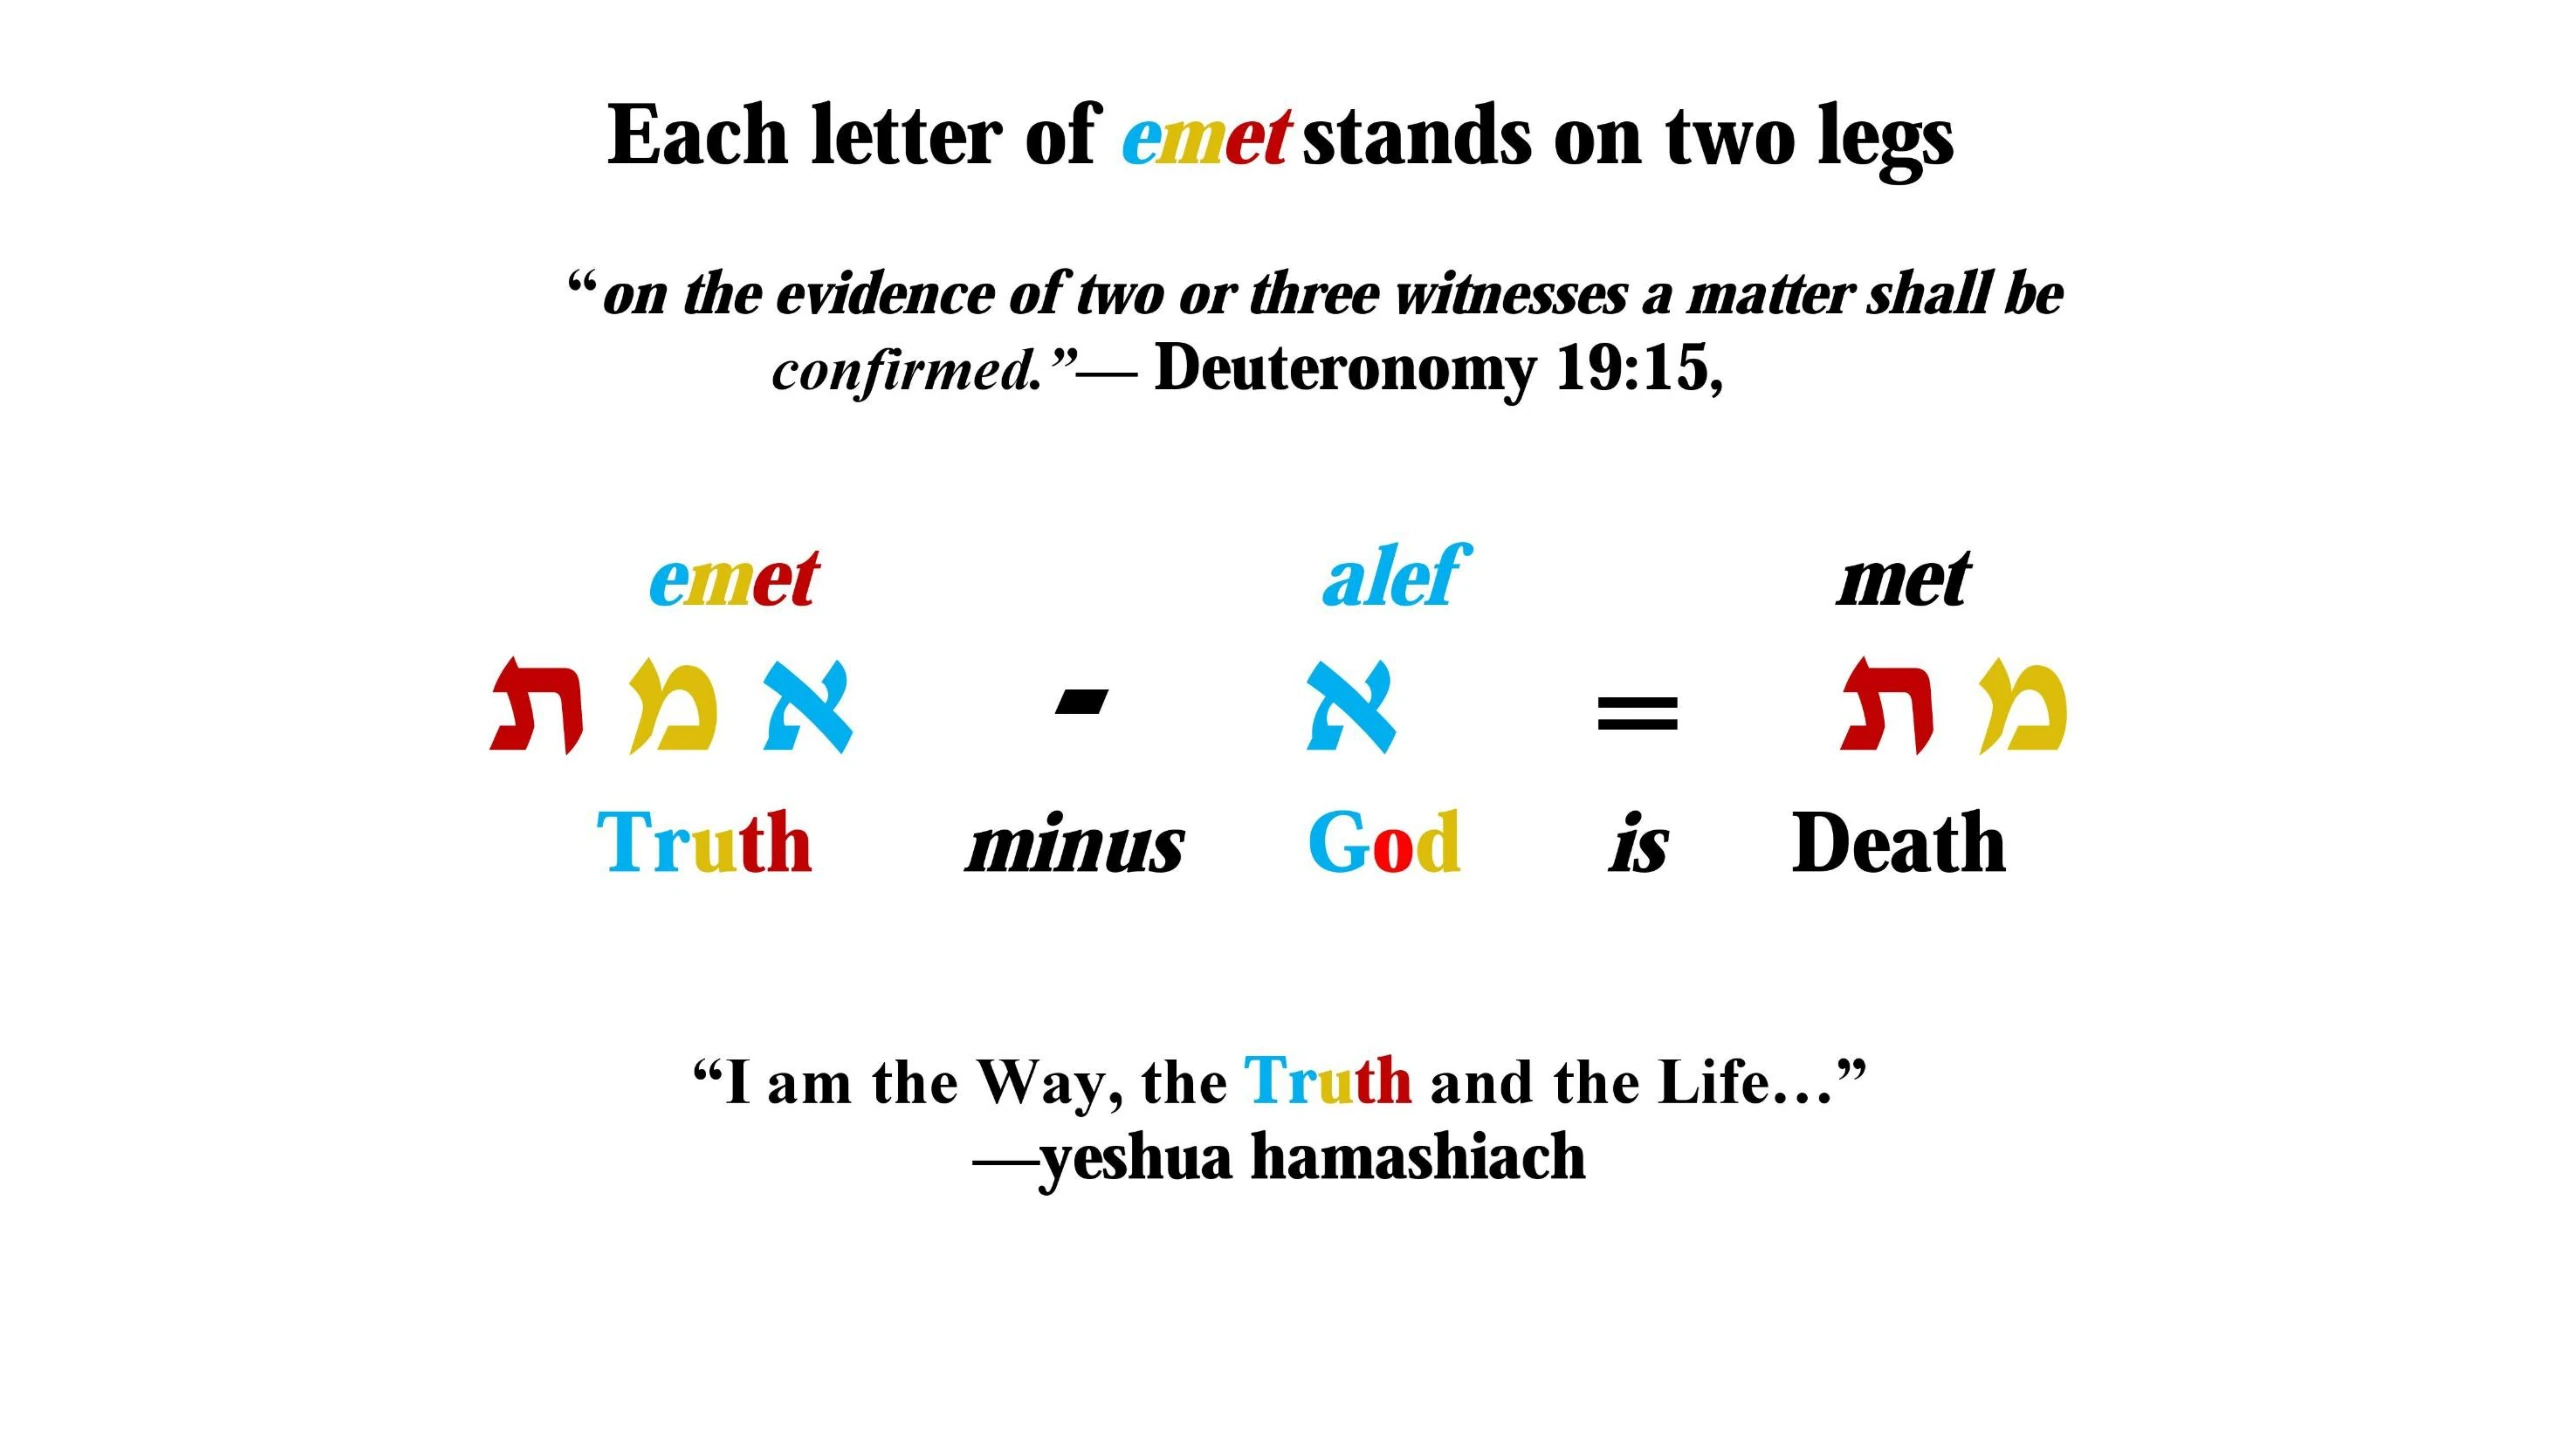 Each letter of emet stands on two legs
“on the evidence of two or three witnesses a matter shall be
confirmed.”— Deuteronomy 19:15,
emet alef met
א מ ת - א = מ ת
Truth minus God is Death
“I am the Way, the Truth and the Life…”
—yeshua hamashiach